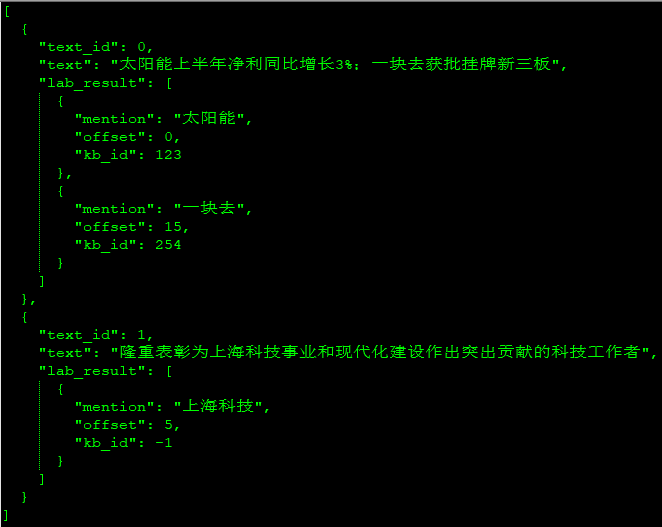 [
  {
    "text_id": 0,
    "text": "太阳能上半年净利同比增长3%；一块去获批挂牌新三板",
    "lab_result": [
      {
        "mention": "太阳能",
        "offset": 0,
        "kb_id": 123
      },
      {
        "mention": "一块去",
        "offset": 15,
        "kb_id": 254
      }
    ]
  },
  {
    "text_id": 1,
    "text": "隆重表彰为上海科技事业和现代化建设作出突出贡献的科技工作者",
    "lab_result": [
      {
        "mention": "上海科技",
        "offset": 5,
        "kb_id": -1
      }
    ]
  }
]